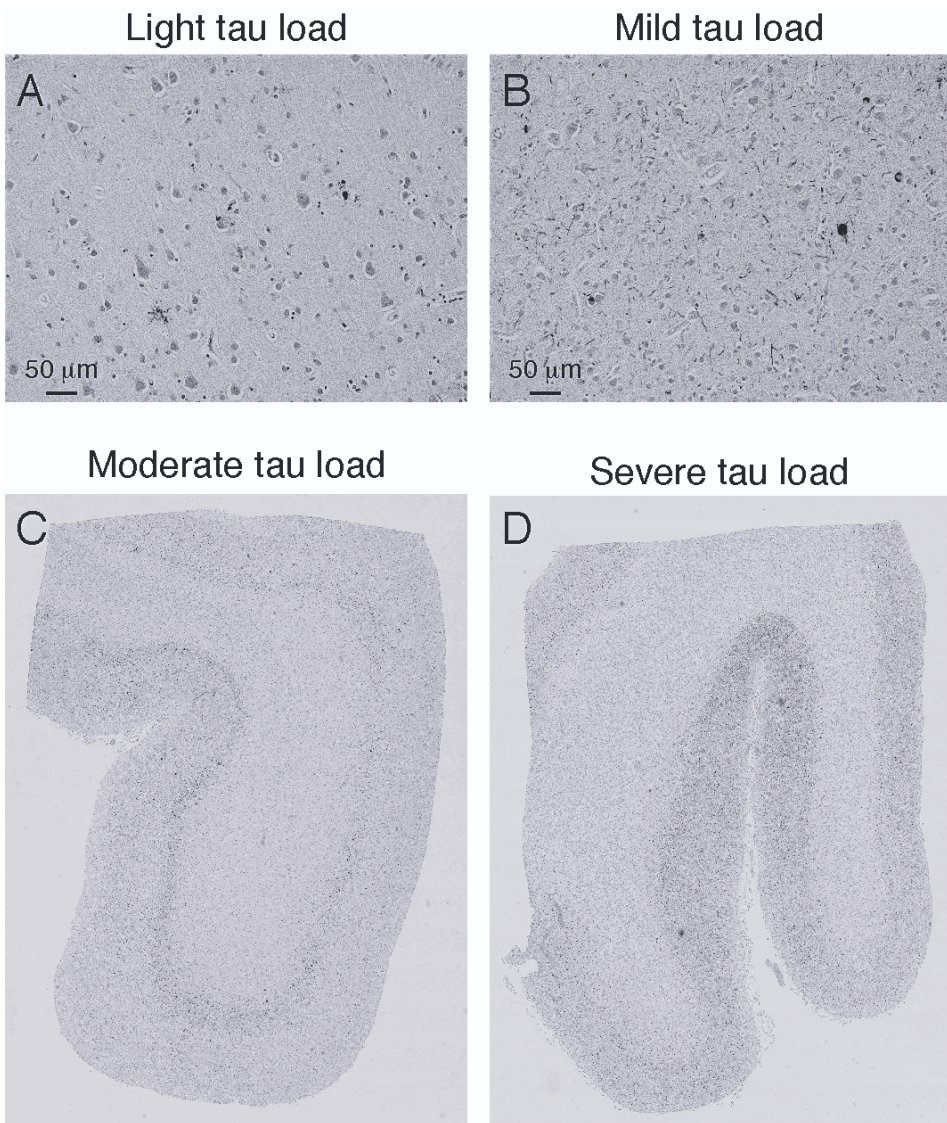 Light tau load
Mild tau load
A
B
50 μm
50 μm
Moderate tau load
Severe tau load
C
D